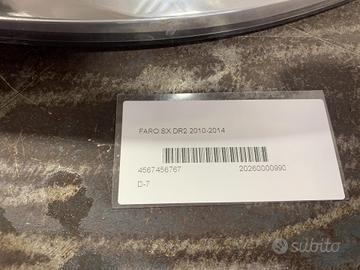 FARO SX DR2 2010-2014
4567456767 20260000990
D-7
subito